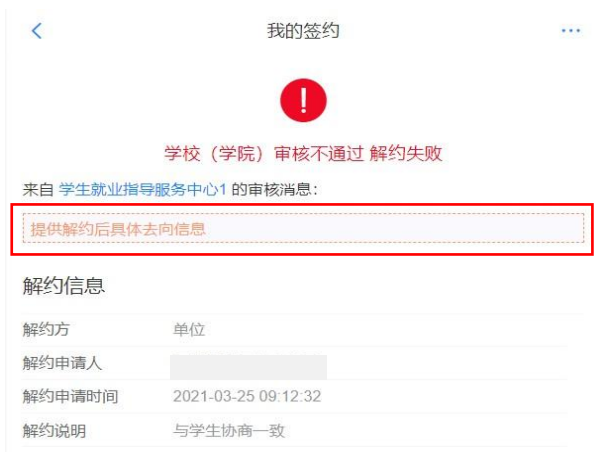 我的签约
学校（学院）审核不通过 解约失败
来自 学生就业指导服务中心1 的审核消息：
提供解约后具体去向信息
解约信息
解约方 单位
解约申请人
解约申请时间 2021-03-25 09:12:32
解约说明 与学生协商一致